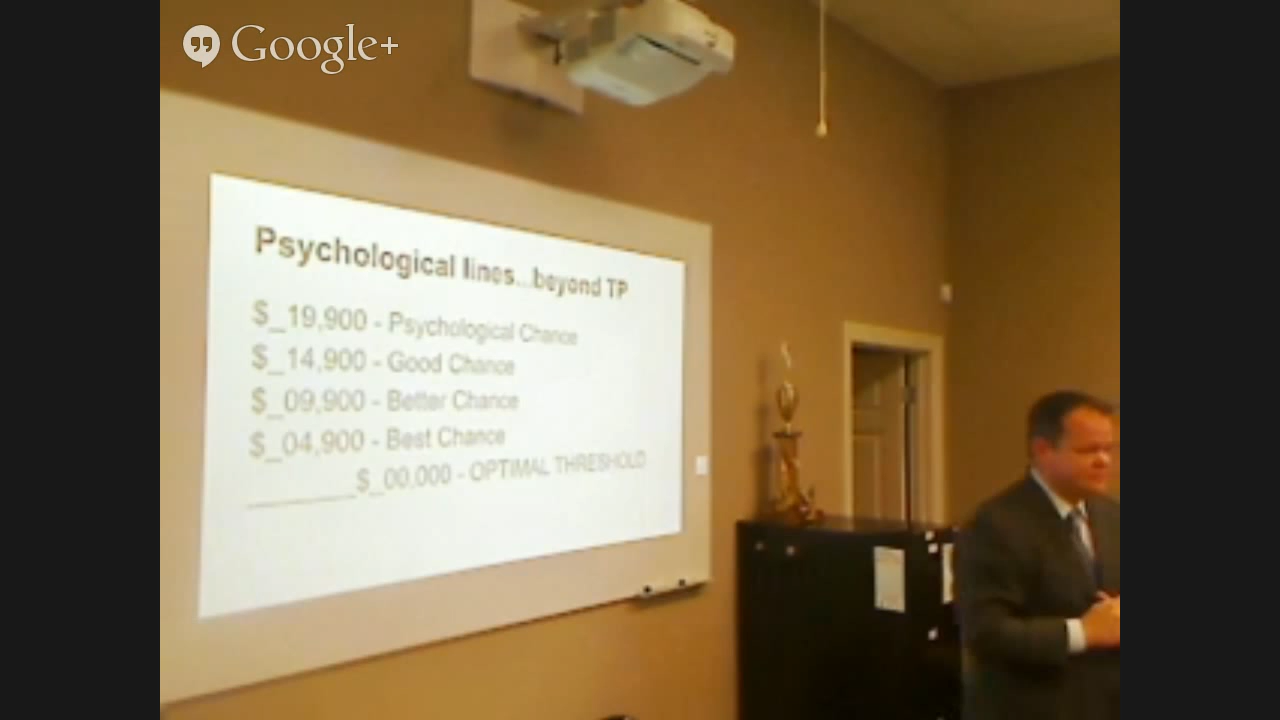 Google+
Psychological lines...beyond TP
$_19,900 - Psychological Chance
$_14,900 - Good Chance
$_09,900 - Better Chance
$_04,900 - Best Chance
_______$_00,000 - OPTIMAL THRESHOLD